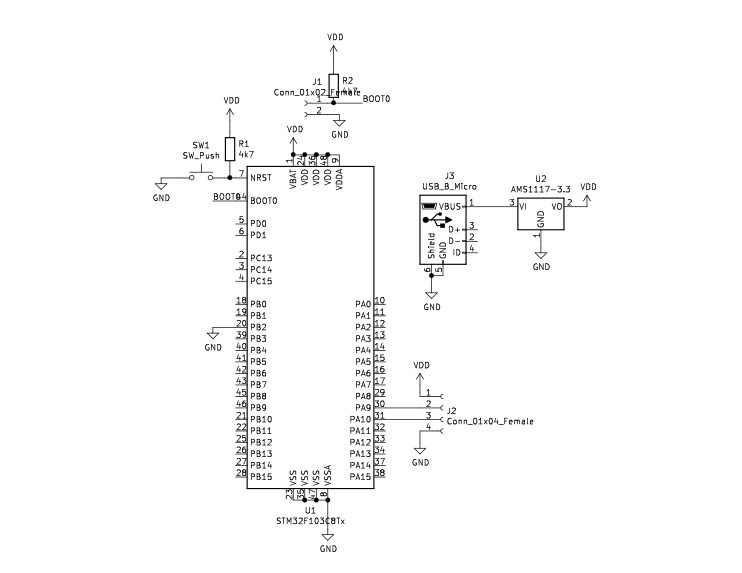 VDD
J1
Conn_01x02_Female
R2
4k7
1
BOOT0
2
GND
VDD
VDD
SW1
SW_Push
R1
4k7
1
24
36
48
9
VBAT
VDD
VDD
VDD
VDDA
GND
7 NRST
BOOT0 44 BOOT0
5 PD0
6 PD1
2 PC13
3 PC14
4 PC15
18 PB0 PA0 10
19 PB1 PA1 11
20 PB2 PA2 12
GND
39 PB3 PA3 13
40 PB4 PA4 14
41 PB5 PA5 15
42 PB6 PA6 16
43 PB7 PA7 17
45 PB8 PA8 29
46 PB9 PA9 30
21 PB10 PA10 31
22 PB11 PA11 32
25 PB12 PA12 33
26 PB13 PA13 34
27 PB14 PA14 37
28 PB15 PA15 38
VSS
VSS
VSS
VSSA
23
35
47
8
U1
STM32F103C8Tx
GND
J3
USB_B_Micro
VBUS 1
D+ 3
D- 2
ID 4
Shield
GND
6
5
GND
U2
AMS1117-3.3
VDD
3 VI VO 2
GND
1
GND
VDD
1
2
3
4
J2
Conn_01x04_Female
GND